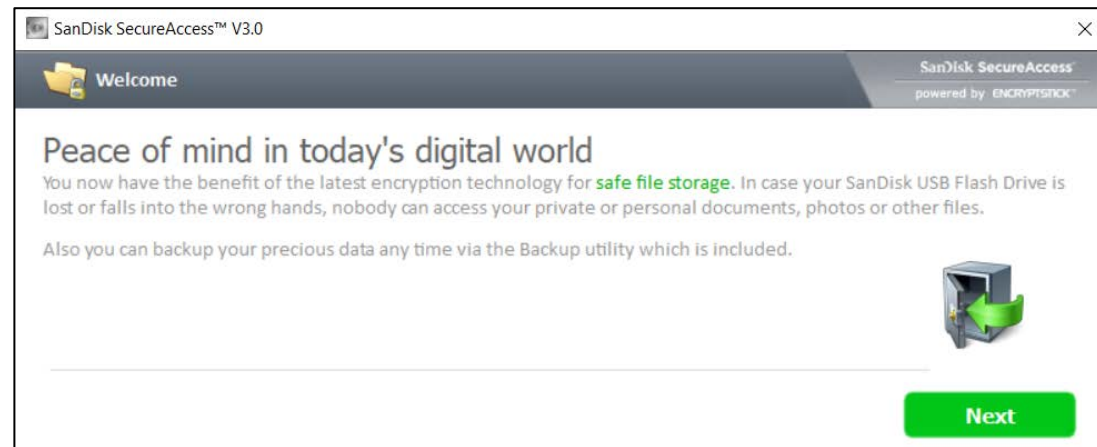 SanDisk SecureAccess™ V3.0
Welcome
SanDisk SecureAccess™
powered by ENCRYPTSTICK™
Peace of mind in today's digital world
You now have the benefit of the latest encryption technology for safe file storage. In case your SanDisk USB Flash Drive is
lost or falls into the wrong hands, nobody can access your private or personal documents, photos or other files.
Also you can backup your precious data any time via the Backup utility which is included.
Next